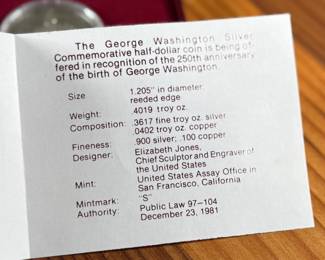 The George Washington Silver
Commemorative half-dollar coin is being of-
fered in recognition of the 250th anniversary
of the birth of George Washington.
Size 1.205" in diameter,
reeded edge
Weight: .4019 troy oz.
Composition: .3617 fine troy oz. silver
.0402 troy oz. copper
Fineness: .900 silver; .100 copper
Designer: Elizabeth Jones,
Chief Sculptor and Engraver of
the United States
Mint: United States Assay Office in
San Francisco, California
Mintmark: "S"
Authority: Public Law 97-104
December 23, 1981